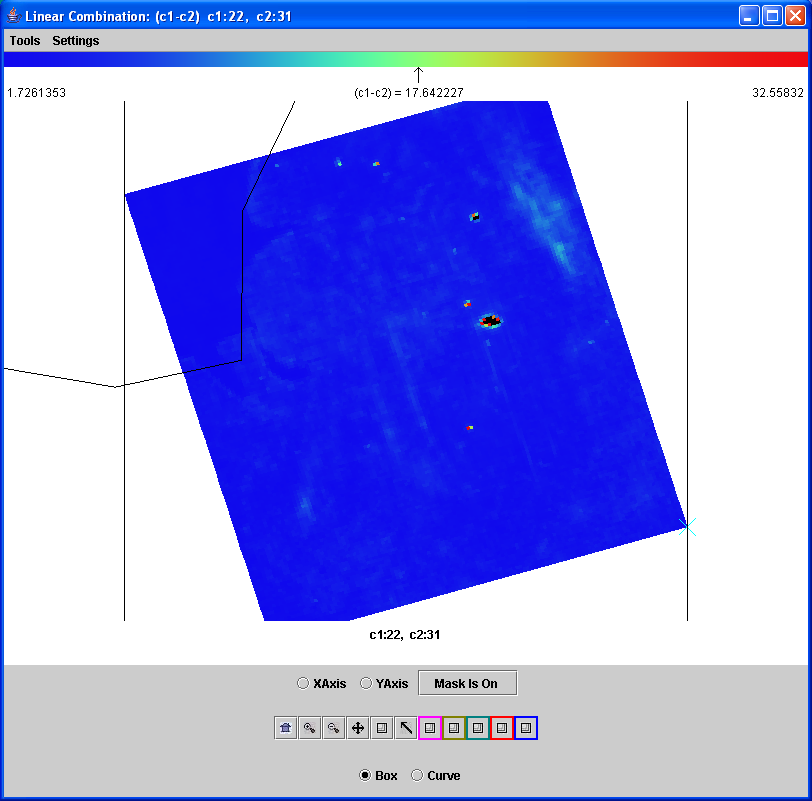 Linear Combination: (c1-c2) c1:22, c2:31
Tools Settings
1.7261353 (c1-c2) = 17.642227 32.55832
c1:22, c2:31
XAxis YAxis Mask Is On
Box Curve